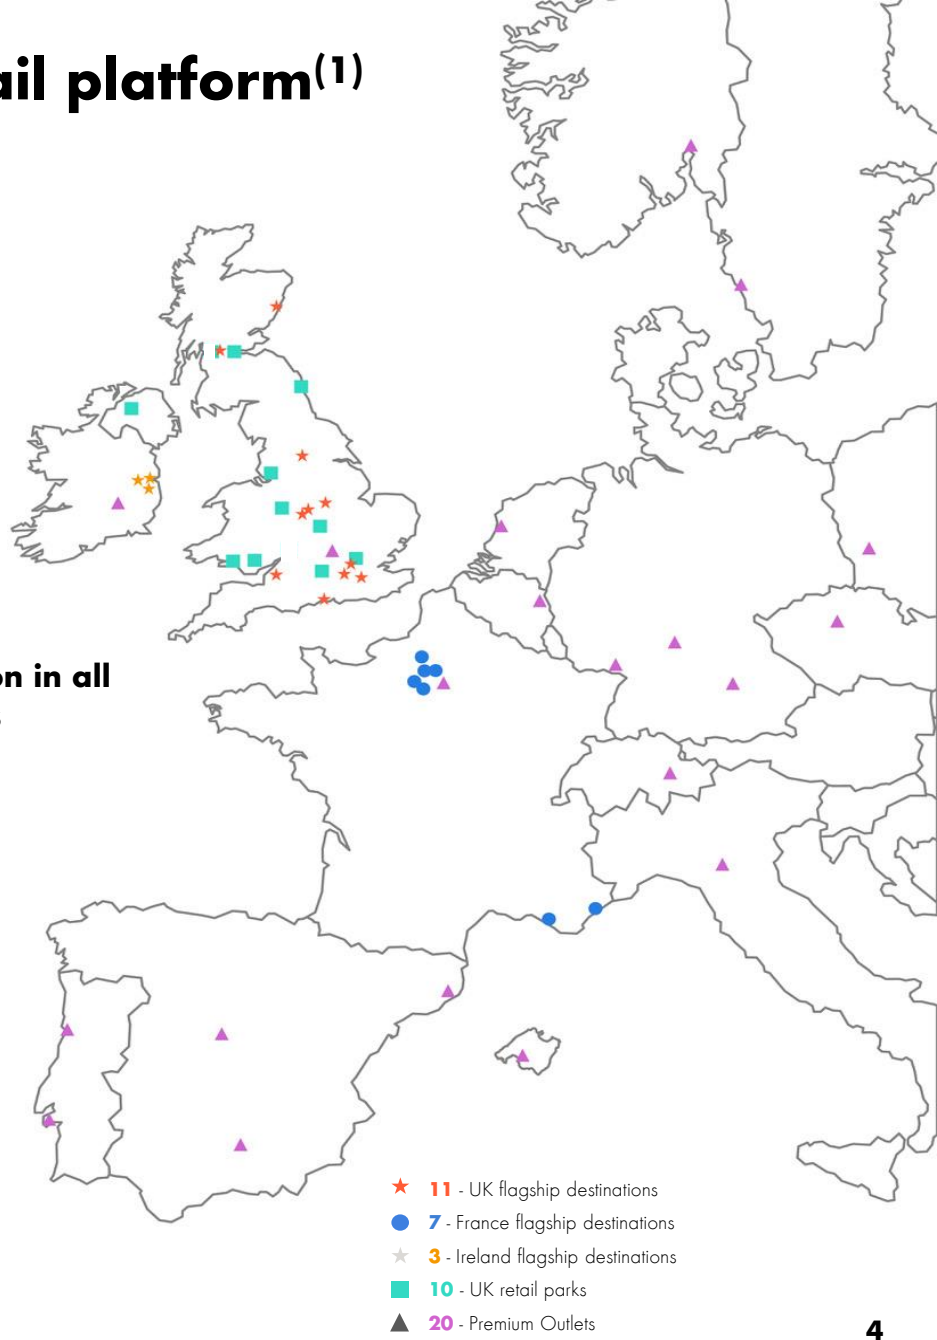 ail platform(1)
on in all
11 - UK flagship destinations
7 - France flagship destinations
3 - Ireland flagship destinations
10 - UK retail parks
20 - Premium Outlets
4